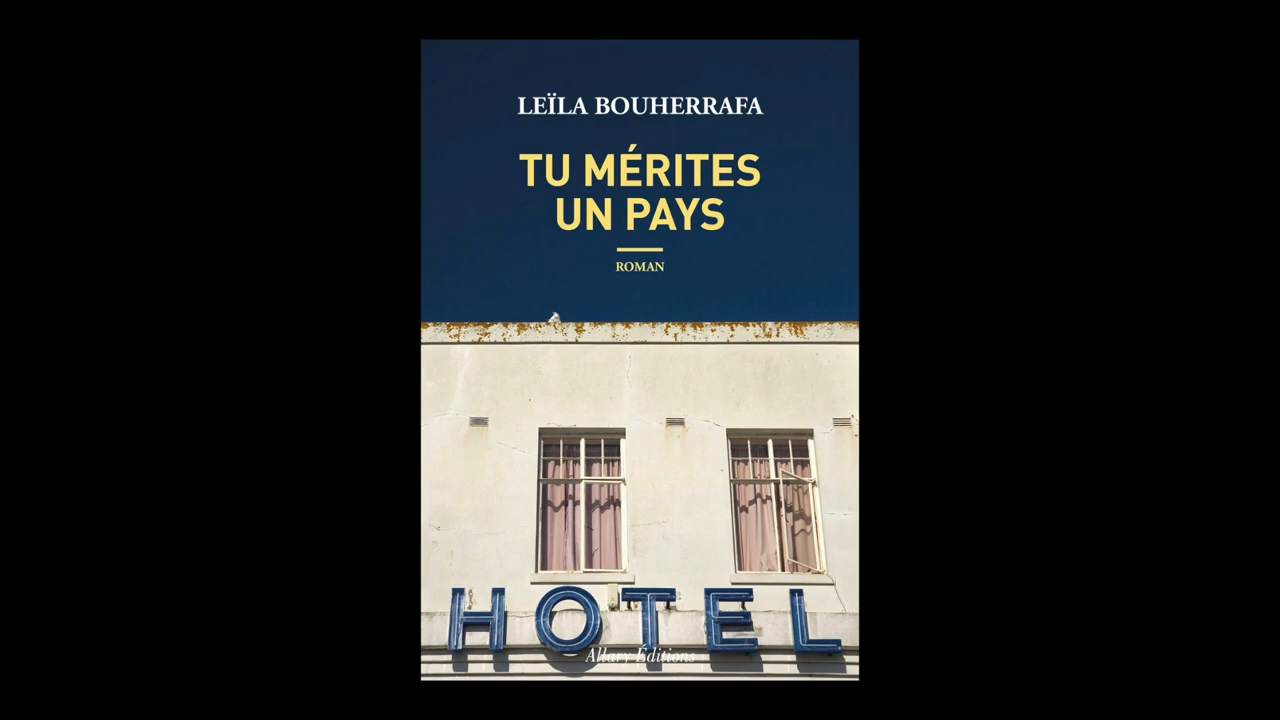 LEÏLA BOUHERRAFA
TU MÉRITES
UN PAYS
ROMAN
HOTEL
Allary Éditions